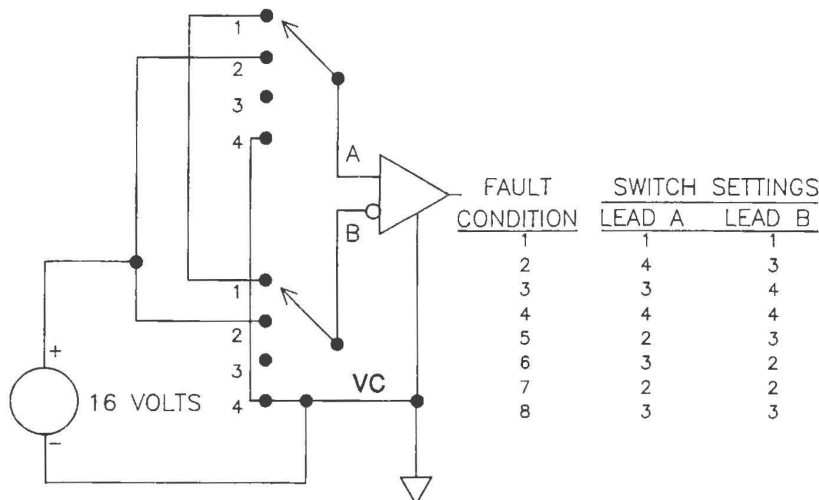 1
2
3
4
A
B
1
2
3
4
+
16 VOLTS
−
VC
FAULT CONDITION SWITCH SETTINGS
LEAD A LEAD B
1 1 1
2 4 3
3 3 4
4 4 4
5 2 3
6 3 2
7 2 2
8 3 3